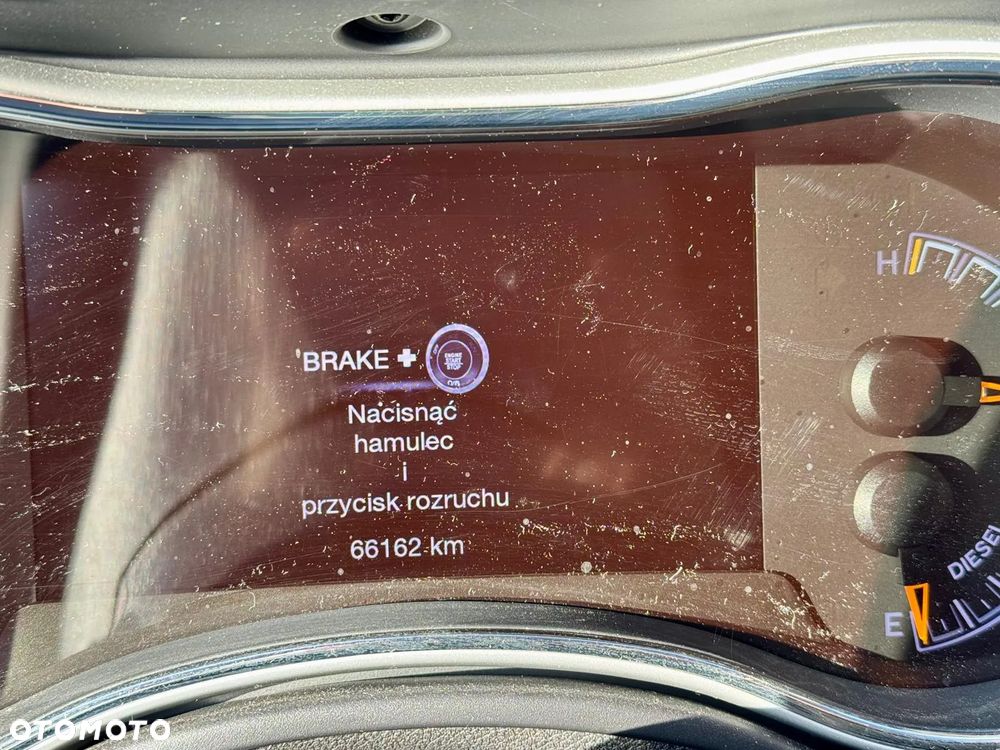 H
BRAKE +
ENGINE
START
STOP
Nacisnąć
hamulec
i
przycisk rozruchu
66162 km
DIESEL
E
OTOMOTO